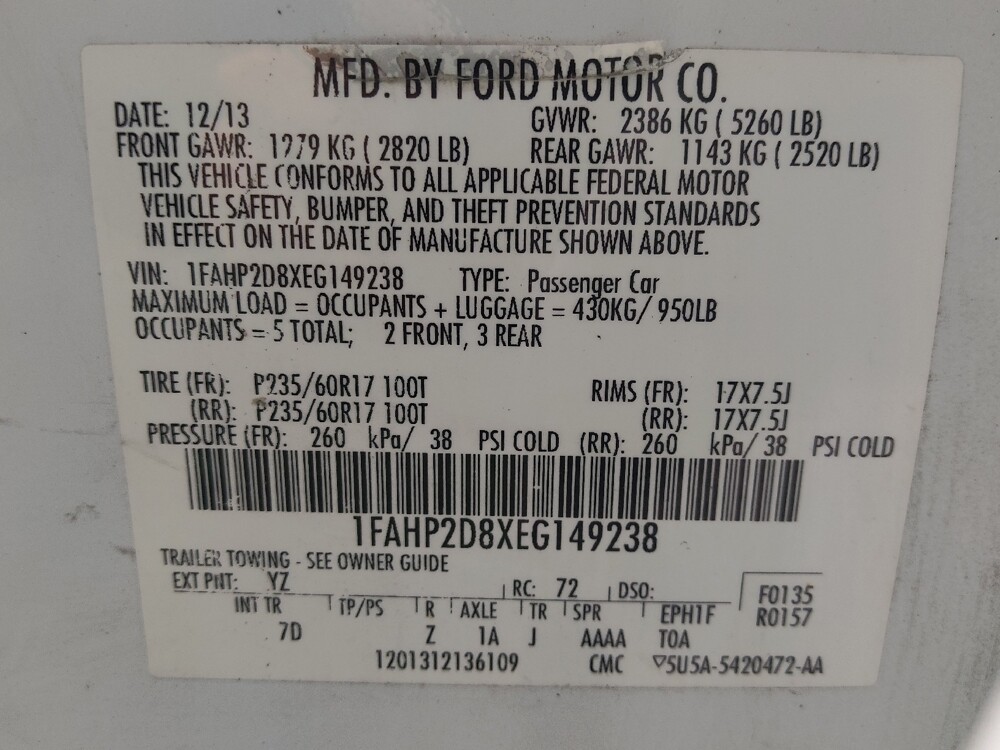 MFD. BY FORD MOTOR CO.
DATE: 12/13 GVWR: 2386 KG ( 5260 LB)
FRONT GAWR: 1279 KG ( 2820 LB) REAR GAWR: 1143 KG ( 2520 LB)
THIS VEHICLE CONFORMS TO ALL APPLICABLE FEDERAL MOTOR
VEHICLE SAFETY, BUMPER, AND THEFT PREVENTION STANDARDS
IN EFFECT ON THE DATE OF MANUFACTURE SHOWN ABOVE.
VIN: 1FAHP2D8XEG149238 TYPE: Passenger Car
MAXIMUM LOAD = OCCUPANTS + LUGGAGE = 430KG/ 950LB
OCCUPANTS = 5 TOTAL; 2 FRONT, 3 REAR
TIRE (FR): P235/60R17 100T RIMS (FR): 17X7.5J
(RR): P235/60R17 100T (RR): 17X7.5J
PRESSURE (FR): 260 kPa/ 38 PSI COLD (RR): 260 kPa/ 38 PSI COLD
1FAHP2D8XEG149238
TRAILER TOWING - SEE OWNER GUIDE
EXT PNT: YZ RC: 72 DSO: F0135
INT TR TP/PS R AXLE TR SPR EPH1F R0157
7D Z 1A J AAAA TOA
1201312136109 CMC ▽5U5A-5420472-AA